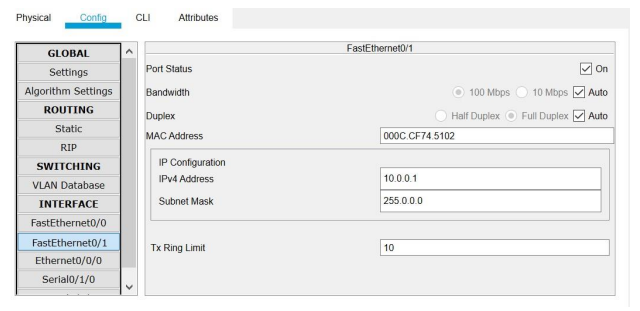 Physical Config CLI Attributes
GLOBAL
Settings
Algorithm Settings
ROUTING
Static
RIP
SWITCHING
VLAN Database
INTERFACE
FastEthernet0/0
FastEthernet0/1
Ethernet0/0/0
Serial0/1/0
FastEthernet0/1
Port Status On
Bandwidth 100 Mbps 10 Mbps Auto
Duplex Half Duplex Full Duplex Auto
MAC Address 000C.CF74.5102
IP Configuration
IPv4 Address 10.0.0.1
Subnet Mask 255.0.0.0
Tx Ring Limit 10